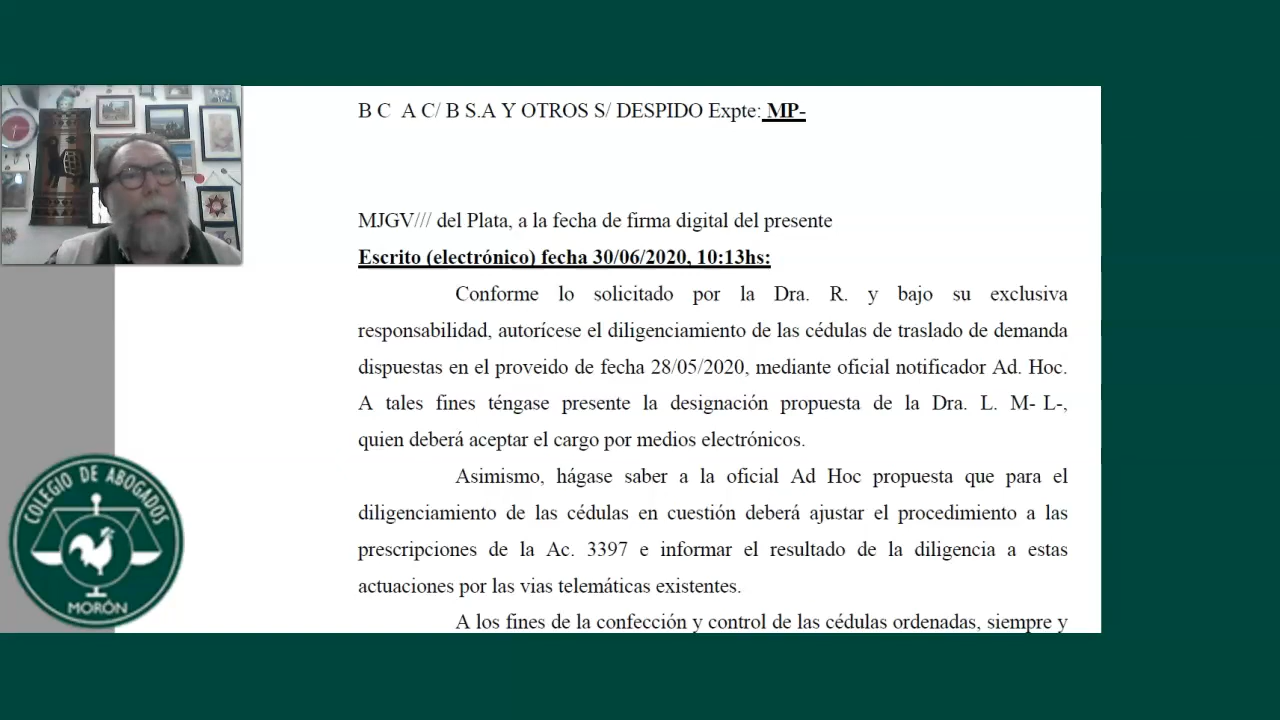 B C A C/ B S.A Y OTROS S/ DESPIDO Expte: MP-
MJGV/// del Plata, a la fecha de firma digital del presente
Escrito (electrónico) fecha 30/06/2020, 10:13hs:
Conforme lo solicitado por la Dra. R. y bajo su exclusiva
responsabilidad, autorícese el diligenciamiento de las cédulas de traslado de demanda
dispuestas en el proveido de fecha 28/05/2020, mediante oficial notificador Ad. Hoc.
A tales fines téngase presente la designación propuesta de la Dra. L. M- L-,
quien deberá aceptar el cargo por medios electrónicos.
Asimismo, hágase saber a la oficial Ad Hoc propuesta que para el
diligenciamiento de las cédulas en cuestión deberá ajustar el procedimiento a las
prescripciones de la Ac. 3397 e informar el resultado de la diligencia a estas
actuaciones por las vias telemáticas existentes.
A los fines de la confección y control de las cédulas ordenadas, siempre y
COLEGIO DE ABOGADOS
MORÓN